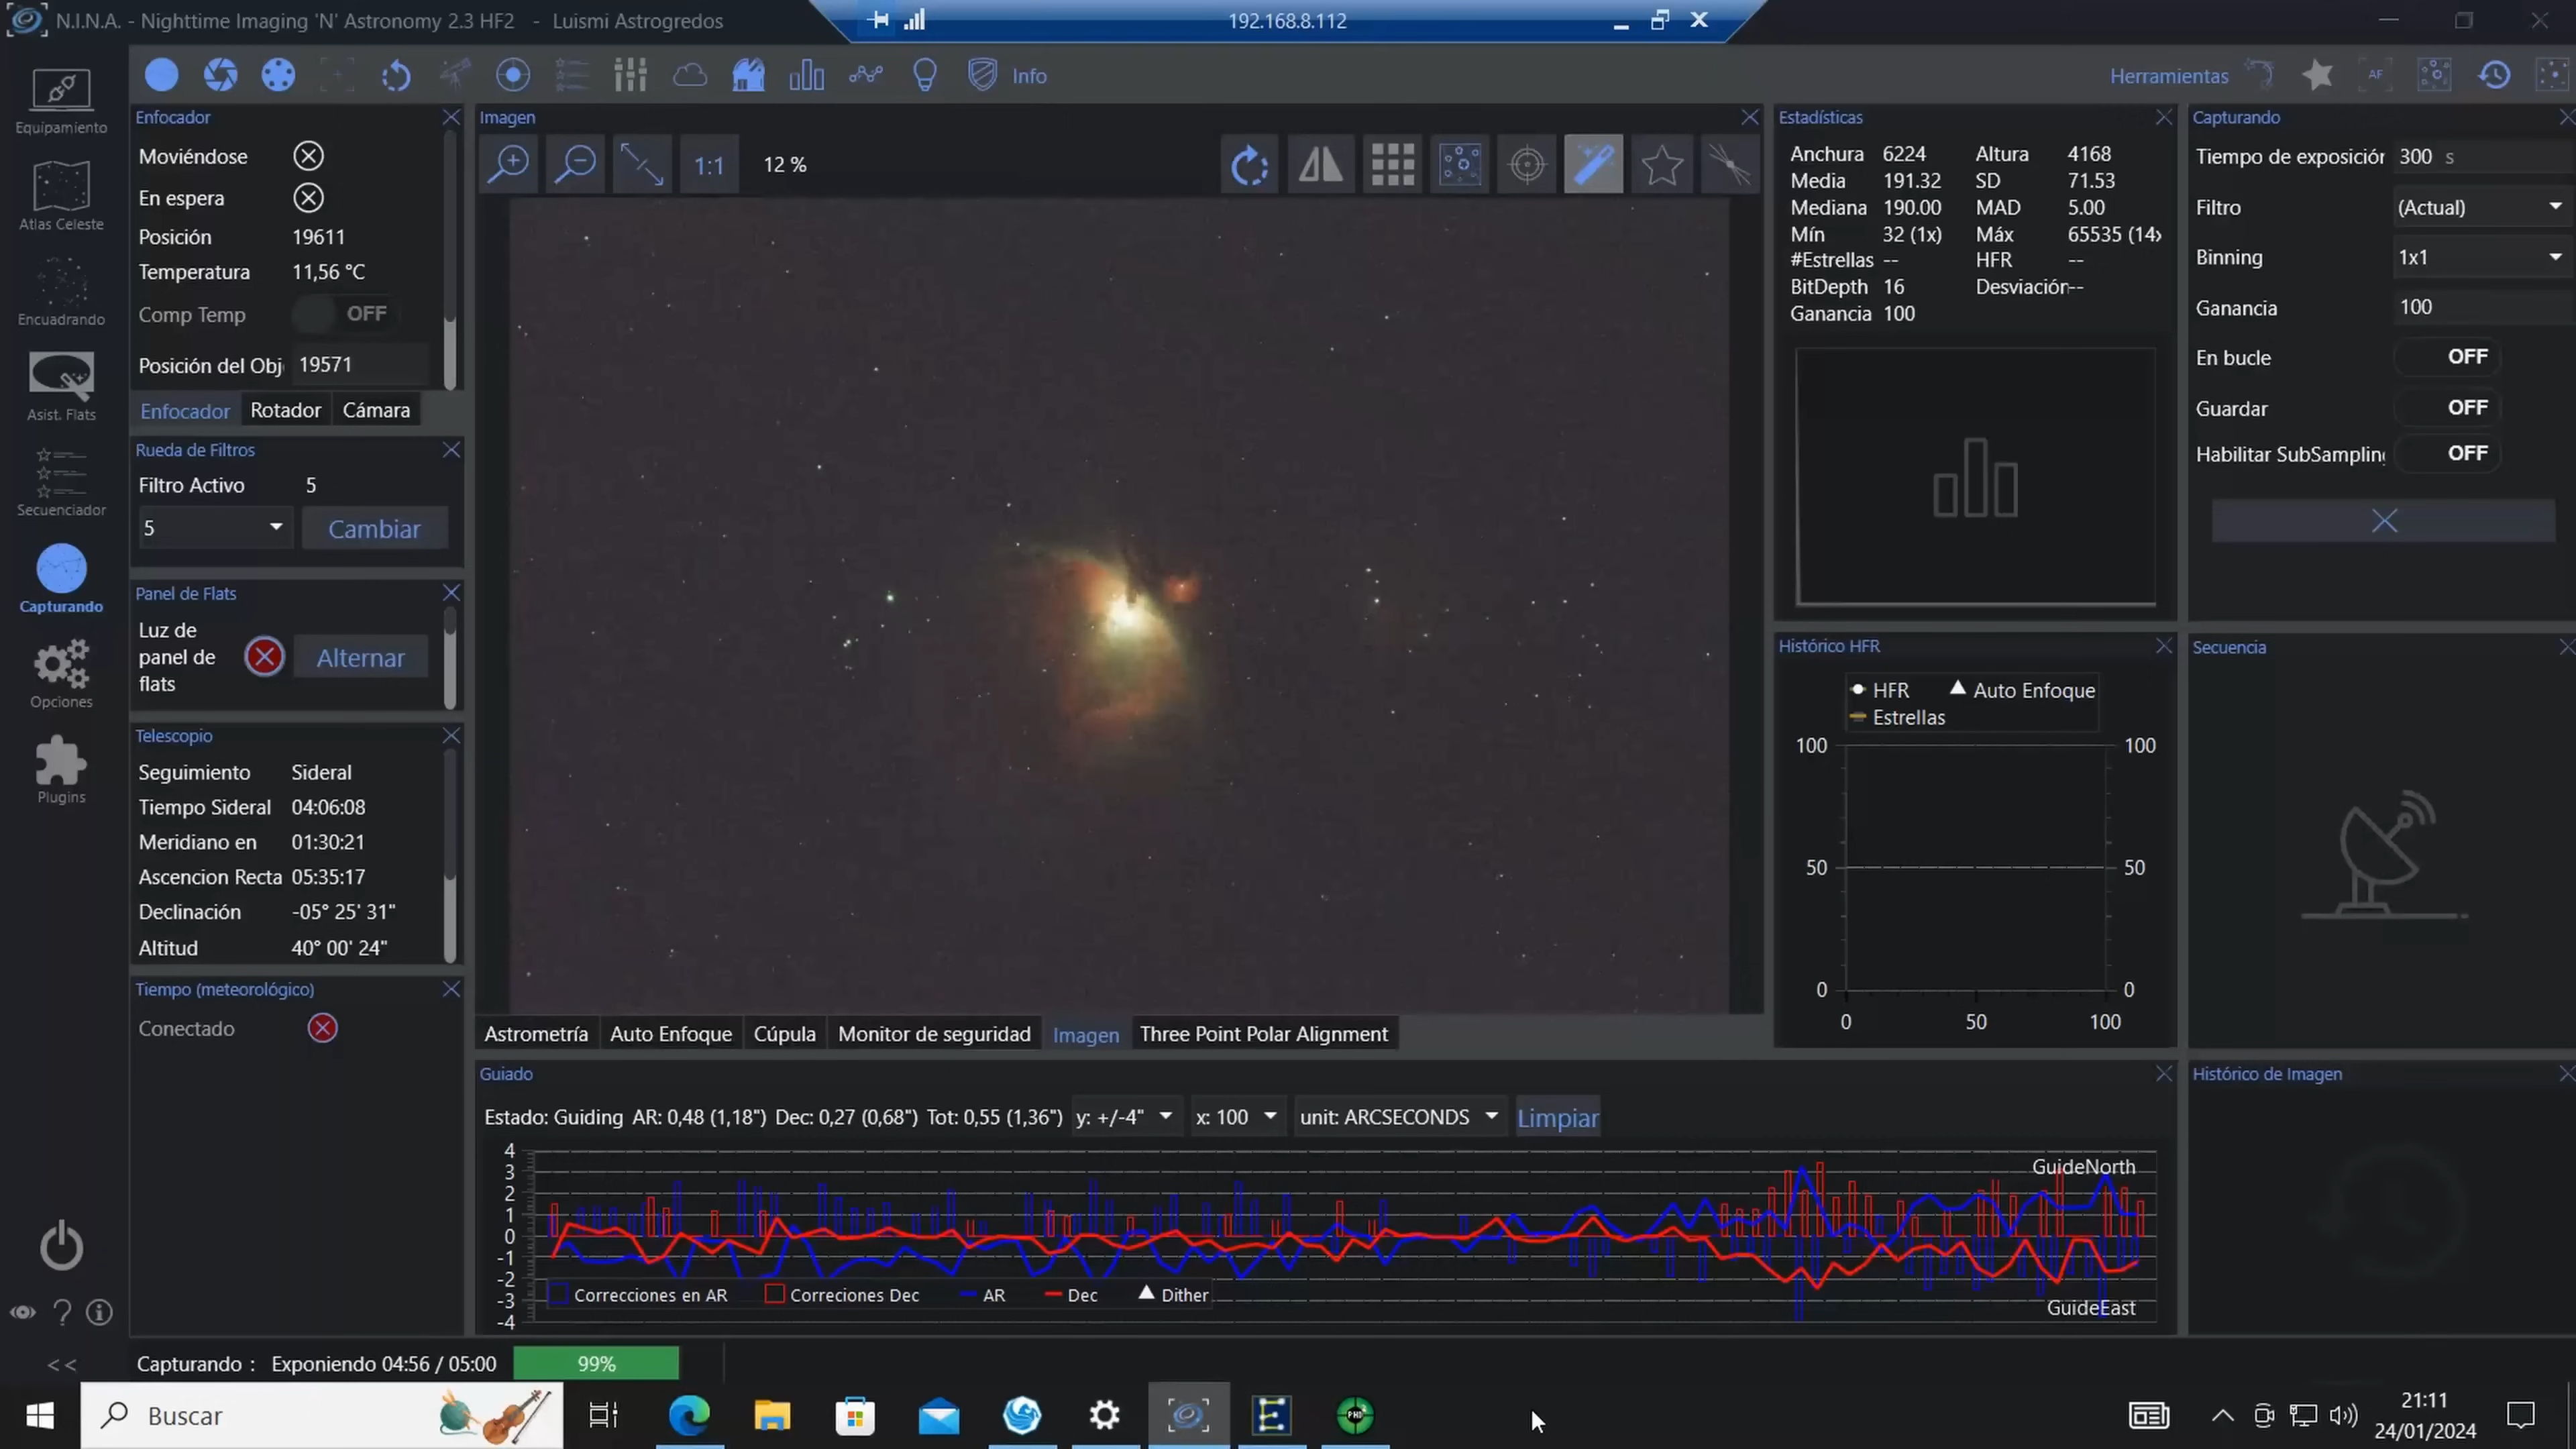 N.I.N.A. - Nighttime Imaging 'N' Astronomy 2.3 HF2 - Luismi Astrogredos
192.168.8.112
Info
Herramientas
AF
Equipamiento
Atlas Celeste
Encuadrando
Asist. Flats
Secuenciador
Capturando
Opciones
Plugins
<<
Enfocador
Moviéndose
En espera
Posición 19611
Temperatura 11,56 °C
Comp Temp OFF
Posición del Obj 19571
Enfocador Rotador Cámara
Rueda de Filtros
Filtro Activo 5
5 Cambiar
Panel de Flats
Luz de
panel de
flats
Alternar
Telescopio
Seguimiento Sideral
Tiempo Sideral 04:06:08
Meridiano en 01:30:21
Ascencion Recta 05:35:17
Declinación -05° 25' 31"
Altitud 40° 00' 24"
Tiempo (meteorológico)
Conectado
Imagen
1:1 12 %
Astrometría Auto Enfoque Cúpula Monitor de seguridad Imagen Three Point Polar Alignment
Estadísticas
Anchura 6224 Altura 4168
Media 191.32 SD 71.53
Mediana 190.00 MAD 5.00
Mín 32 (1x) Máx 65535 (14x
#Estrellas -- HFR --
BitDepth 16 Desviación --
Ganancia 100
Histórico HFR
HFR Auto Enfoque
Estrellas
100 100
50 50
0 0
0 50 100
Capturando
Tiempo de exposición 300 s
Filtro (Actual)
Binning 1x1
Ganancia 100
En bucle OFF
Guardar OFF
Habilitar SubSampling OFF
Secuencia
Histórico de Imagen
Guiado
Estado: Guiding AR: 0,48 (1,18") Dec: 0,27 (0,68") Tot: 0,55 (1,36") y: +/-4" x: 100 unit: ARCSECONDS Limpiar
4
3
2
1
0
-1
-2
-3
-4
GuideNorth
GuideEast
Correcciones en AR Correciones Dec AR Dec Dither
Capturando : Exponiendo 04:56 / 05:00 99%
Buscar
PHD
21:11
24/01/2024